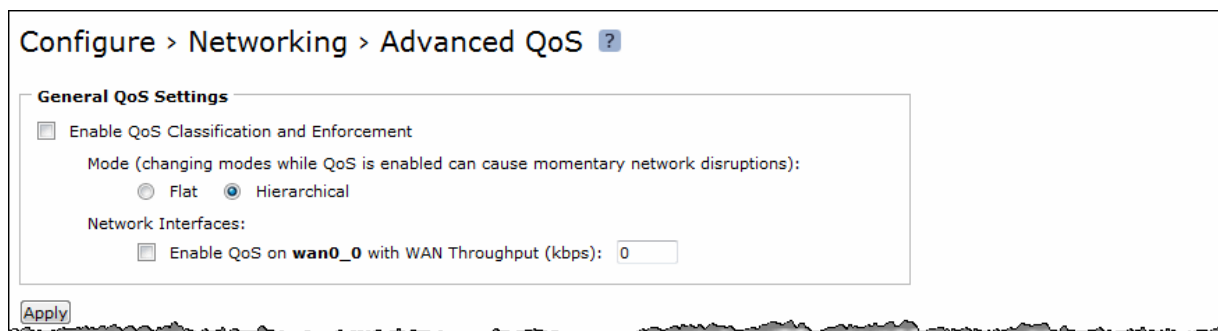 Configure › Networking › Advanced QoS ?
General QoS Settings
Enable QoS Classification and Enforcement
Mode (changing modes while QoS is enabled can cause momentary network disruptions):
Flat Hierarchical
Network Interfaces:
Enable QoS on wan0_0 with WAN Throughput (kbps): 0
Apply